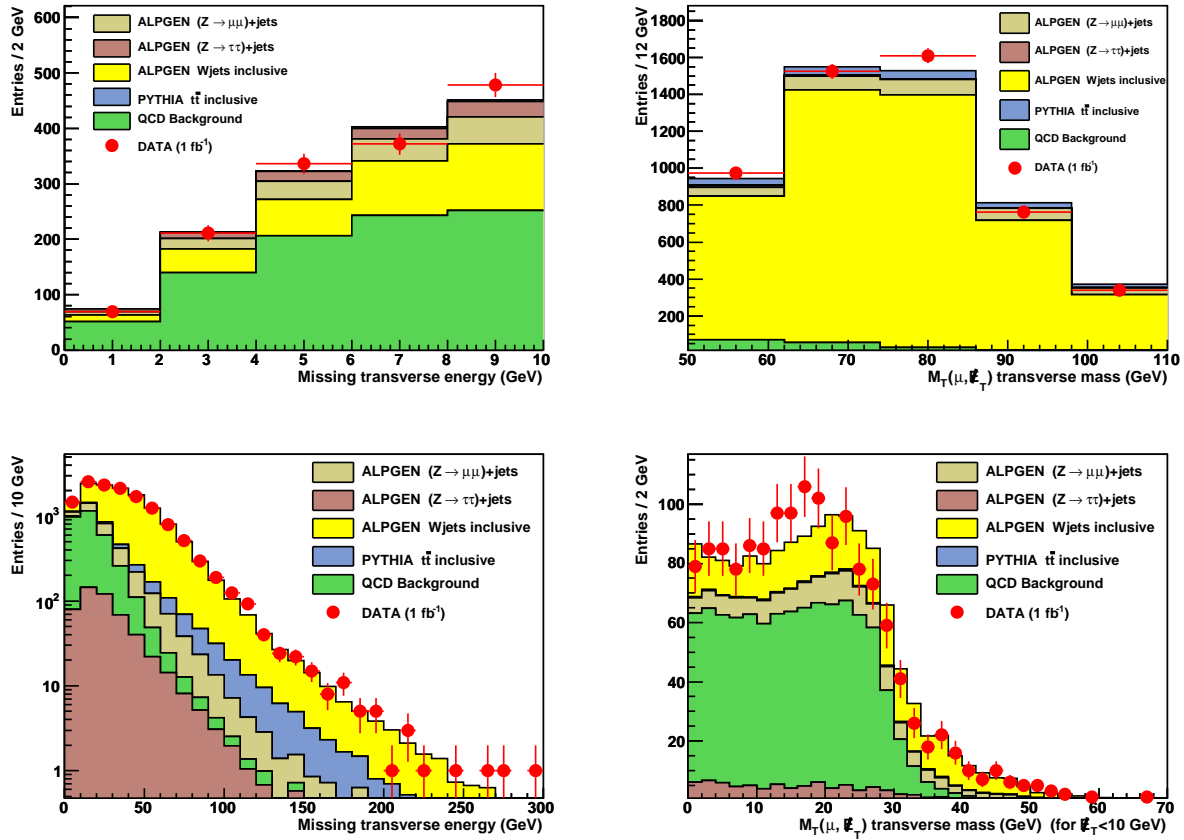 Entries / 2 GeV
600
500
400
300
200
100
0
ALPGEN (Z → μμ)+jets
ALPGEN (Z → ττ)+jets
ALPGEN Wjets inclusive
PYTHIA tt̄ inclusive
QCD Background
DATA (1 fb⁻¹)
0 1 2 3 4 5 6 7 8 9 10
Missing transverse energy (GeV)
Entries / 12 GeV
1800
1600
1400
1200
1000
800
600
400
200
ALPGEN (Z → μμ)+jets
ALPGEN (Z → ττ)+jets
ALPGEN Wjets inclusive
PYTHIA tt̄ inclusive
QCD Background
DATA (1 fb⁻¹)
50 60 70 80 90 100 110
M_T(μ, E̸_T) transverse mass (GeV)
Entries / 10 GeV
10³
10²
10
1
ALPGEN (Z → μμ)+jets
ALPGEN (Z → ττ)+jets
ALPGEN Wjets inclusive
PYTHIA tt̄ inclusive
QCD Background
DATA (1 fb⁻¹)
0 50 100 150 200 250 300
Missing transverse energy (GeV)
Entries / 2 GeV
100
80
60
40
20
0
ALPGEN (Z → μμ)+jets
ALPGEN (Z → ττ)+jets
ALPGEN Wjets inclusive
PYTHIA tt̄ inclusive
QCD Background
DATA (1 fb⁻¹)
0 10 20 30 40 50 60 70
M_T(μ, E̸_T) transverse mass (GeV) (for E̸_T<10 GeV)